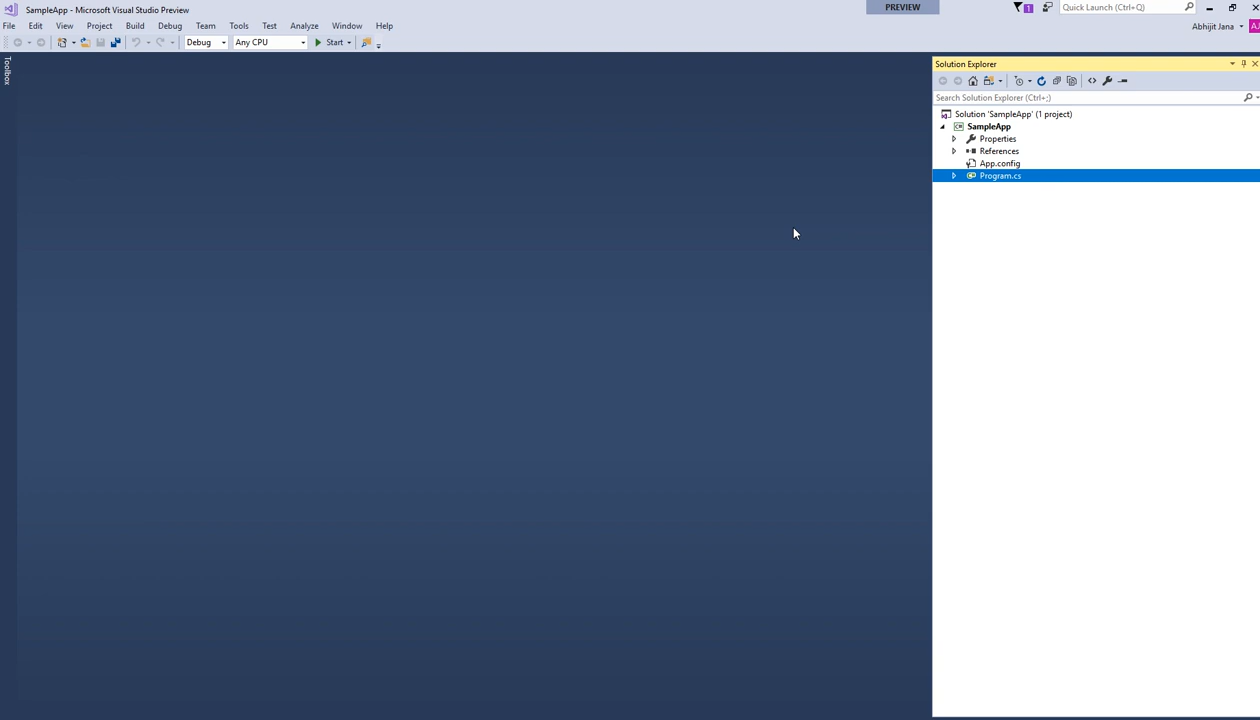 SampleApp - Microsoft Visual Studio Preview
PREVIEW
1
Quick Launch (Ctrl+Q)
File Edit View Project Build Debug Team Tools Test Analyze Window Help
Abhijit Jana
AJ
Debug Any CPU Start
Toolbox
Solution Explorer
Search Solution Explorer (Ctrl+;)
Solution 'SampleApp' (1 project)
SampleApp
Properties
References
App.config
Program.cs